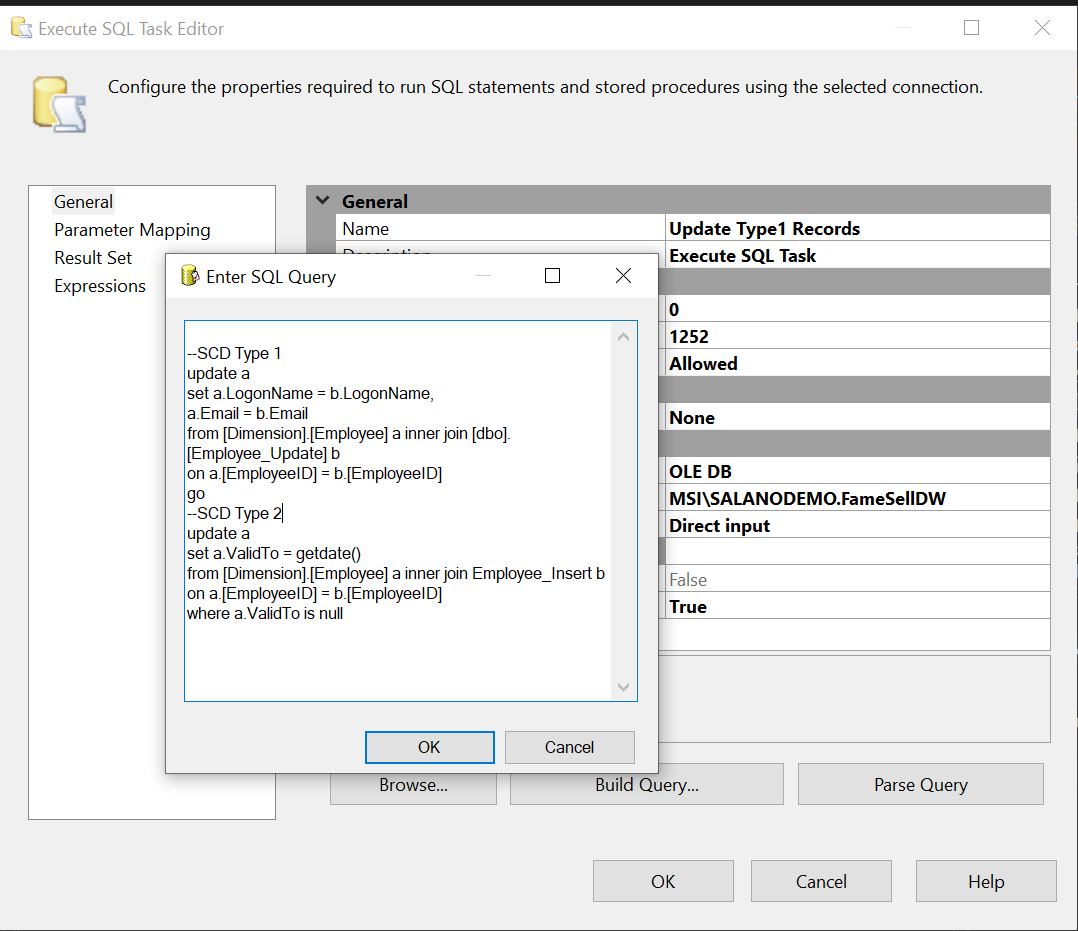 Execute SQL Task Editor
Configure the properties required to run SQL statements and stored procedures using the selected connection.
General
Parameter Mapping
Result Set
Expressions
General
Name Update Type1 Records
Description Execute SQL Task
0
1252
Allowed
None
OLE DB
MSI\SALANODEMO.FameSellDW
Direct input
False
True
Enter SQL Query
--SCD Type 1
update a
set a.LogonName = b.LogonName,
a.Email = b.Email
from [Dimension].[Employee] a inner join [dbo].
[Employee_Update] b
on a.[EmployeeID] = b.[EmployeeID]
go
--SCD Type 2
update a
set a.ValidTo = getdate()
from [Dimension].[Employee] a inner join Employee_Insert b
on a.[EmployeeID] = b.[EmployeeID]
where a.ValidTo is null
OK Cancel
Browse... Build Query... Parse Query
OK Cancel Help